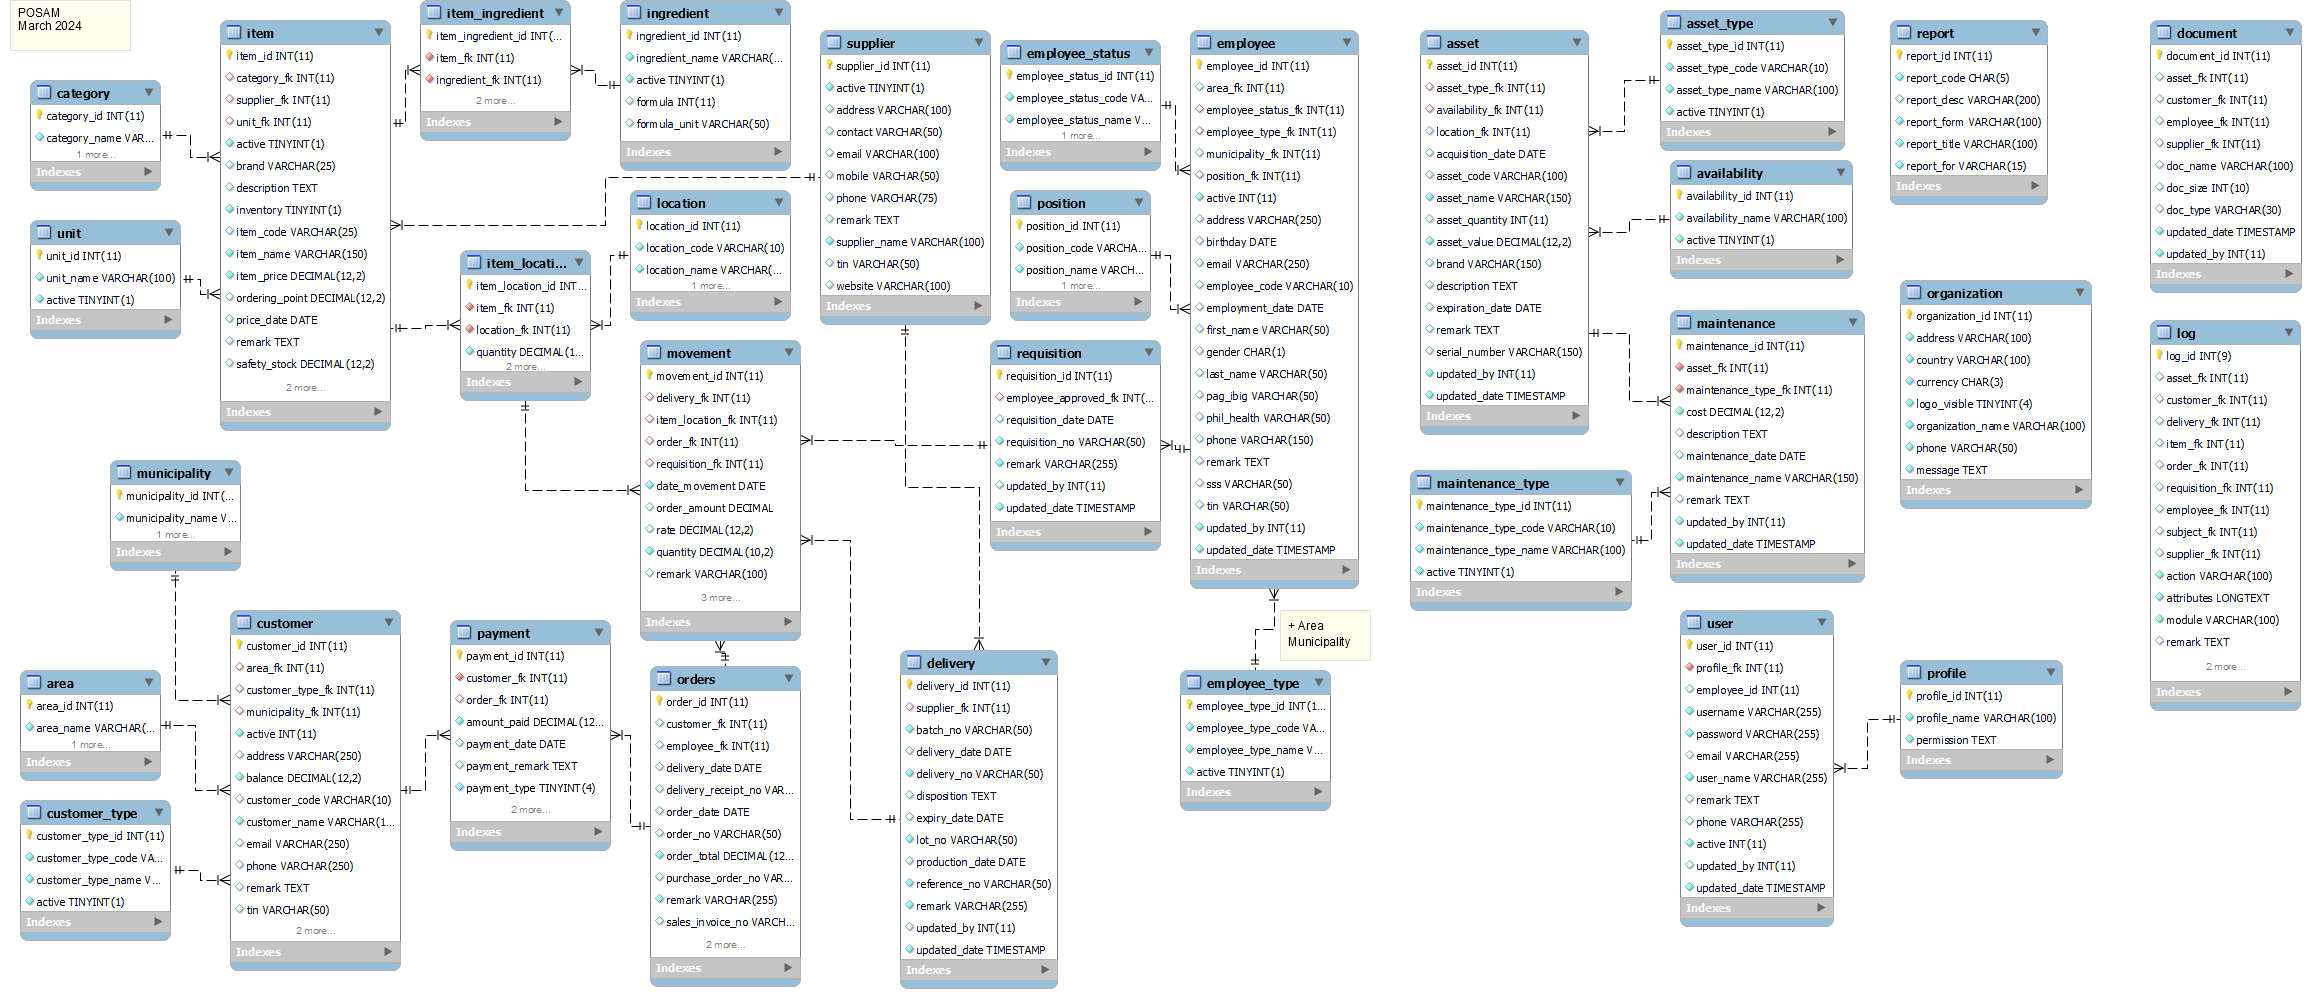 POSAM
March 2024
category
category_id INT(11)
category_name VAR...
1 more...
Indexes
unit
unit_id INT(11)
unit_name VARCHAR(100)
active TINYINT(1)
Indexes
item
item_id INT(11)
category_fk INT(11)
supplier_fk INT(11)
unit_fk INT(11)
active TINYINT(1)
brand VARCHAR(25)
description TEXT
inventory TINYINT(1)
item_code VARCHAR(25)
item_name VARCHAR(150)
item_price DECIMAL(12,2)
ordering_point DECIMAL(12,2)
price_date DATE
remark TEXT
safety_stock DECIMAL(12,2)
2 more...
Indexes
item_ingredient
item_ingredient_id INT(...
item_fk INT(11)
ingredient_fk INT(11)
2 more...
Indexes
ingredient
ingredient_id INT(11)
ingredient_name VARCHAR(...
active TINYINT(1)
formula INT(11)
formula_unit VARCHAR(50)
Indexes
item_locati...
item_location_id INT...
item_fk INT(11)
location_fk INT(11)
quantity DECIMAL(1...
2 more...
Indexes
location
location_id INT(11)
location_code VARCHAR(10)
location_name VARCHAR(...
1 more...
Indexes
supplier
supplier_id INT(11)
active TINYINT(1)
address VARCHAR(100)
contact VARCHAR(50)
email VARCHAR(100)
mobile VARCHAR(50)
phone VARCHAR(75)
remark TEXT
supplier_name VARCHAR(100)
tin VARCHAR(50)
website VARCHAR(100)
Indexes
employee_status
employee_status_id INT(11)
employee_status_code VA...
employee_status_name V...
1 more...
Indexes
position
position_id INT(11)
position_code VARCHA...
position_name VARCH...
1 more...
Indexes
employee
employee_id INT(11)
area_fk INT(11)
employee_status_fk INT(11)
employee_type_fk INT(11)
municipality_fk INT(11)
position_fk INT(11)
active INT(11)
address VARCHAR(250)
birthday DATE
email VARCHAR(250)
employee_code VARCHAR(10)
employment_date DATE
first_name VARCHAR(50)
gender CHAR(1)
last_name VARCHAR(50)
pag_ibig VARCHAR(50)
phil_health VARCHAR(50)
phone VARCHAR(150)
remark TEXT
sss VARCHAR(50)
tin VARCHAR(50)
updated_by INT(11)
updated_date TIMESTAMP
Indexes
movement
movement_id INT(11)
delivery_fk INT(11)
item_location_fk INT(11)
order_fk INT(11)
requisition_fk INT(11)
date_movement DATE
order_amount DECIMAL
rate DECIMAL(12,2)
quantity DECIMAL(10,2)
remark VARCHAR(100)
3 more...
Indexes
requisition
requisition_id INT(11)
employee_approved_fk INT(...
requisition_date DATE
requisition_no VARCHAR(50)
remark VARCHAR(255)
updated_by INT(11)
updated_date TIMESTAMP
Indexes
municipality
municipality_id INT(...
municipality_name V...
1 more...
Indexes
area
area_id INT(11)
area_name VARCHAR(...
1 more...
Indexes
customer_type
customer_type_id INT(11)
customer_type_code VA...
customer_type_name V...
active TINYINT(1)
Indexes
customer
customer_id INT(11)
area_fk INT(11)
customer_type_fk INT(11)
municipality_fk INT(11)
active INT(11)
address VARCHAR(250)
balance DECIMAL(12,2)
customer_code VARCHAR(10)
customer_name VARCHAR(1...
email VARCHAR(250)
phone VARCHAR(250)
remark TEXT
tin VARCHAR(50)
2 more...
Indexes
payment
payment_id INT(11)
customer_fk INT(11)
order_fk INT(11)
amount_paid DECIMAL(12...
payment_date DATE
payment_remark TEXT
payment_type TINYINT(4)
2 more...
Indexes
orders
order_id INT(11)
customer_fk INT(11)
employee_fk INT(11)
delivery_date DATE
delivery_receipt_no VAR...
order_date DATE
order_no VARCHAR(50)
order_total DECIMAL(12...
purchase_order_no VAR...
remark VARCHAR(255)
sales_invoice_no VARCH...
2 more...
Indexes
delivery
delivery_id INT(11)
supplier_fk INT(11)
batch_no VARCHAR(50)
delivery_date DATE
delivery_no VARCHAR(50)
disposition TEXT
expiry_date DATE
lot_no VARCHAR(50)
production_date DATE
reference_no VARCHAR(50)
remark VARCHAR(255)
updated_by INT(11)
updated_date TIMESTAMP
Indexes
+ Area
Municipality
employee_type
employee_type_id INT(1...
employee_type_code VA...
employee_type_name V...
active TINYINT(1)
Indexes
asset
asset_id INT(11)
asset_type_fk INT(11)
availability_fk INT(11)
location_fk INT(11)
acquisition_date DATE
asset_code VARCHAR(100)
asset_name VARCHAR(150)
asset_quantity INT(11)
asset_value DECIMAL(12,2)
brand VARCHAR(150)
description TEXT
expiration_date DATE
remark TEXT
serial_number VARCHAR(150)
updated_by INT(11)
updated_date TIMESTAMP
Indexes
asset_type
asset_type_id INT(11)
asset_type_code VARCHAR(10)
asset_type_name VARCHAR(100)
active TINYINT(1)
Indexes
availability
availability_id INT(11)
availability_name VARCHAR(100)
active TINYINT(1)
Indexes
maintenance
maintenance_id INT(11)
asset_fk INT(11)
maintenance_type_fk INT(11)
cost DECIMAL(12,2)
description TEXT
maintenance_date DATE
maintenance_name VARCHAR(150)
remark TEXT
updated_by INT(11)
updated_date TIMESTAMP
Indexes
maintenance_type
maintenance_type_id INT(11)
maintenance_type_code VARCHAR(10)
maintenance_type_name VARCHAR(100)
active TINYINT(1)
Indexes
user
user_id INT(11)
profile_fk INT(11)
employee_id INT(11)
username VARCHAR(255)
password VARCHAR(255)
email VARCHAR(255)
user_name VARCHAR(255)
remark TEXT
phone VARCHAR(255)
active INT(11)
updated_by INT(11)
updated_date TIMESTAMP
Indexes
report
report_id INT(11)
report_code CHAR(5)
report_desc VARCHAR(200)
report_form VARCHAR(100)
report_title VARCHAR(100)
report_for VARCHAR(15)
Indexes
organization
organization_id INT(11)
address VARCHAR(100)
country VARCHAR(100)
currency CHAR(3)
logo_visible TINYINT(4)
organization_name VARCHAR(100)
phone VARCHAR(50)
message TEXT
Indexes
profile
profile_id INT(11)
profile_name VARCHAR(100)
permission TEXT
Indexes
document
document_id INT(11)
asset_fk INT(11)
customer_fk INT(11)
employee_fk INT(11)
supplier_fk INT(11)
doc_name VARCHAR(100)
doc_size INT(10)
doc_type VARCHAR(30)
updated_date TIMESTAMP
updated_by INT(11)
Indexes
log
log_id INT(9)
asset_fk INT(11)
customer_fk INT(11)
delivery_fk INT(11)
item_fk INT(11)
order_fk INT(11)
requisition_fk INT(11)
employee_fk INT(11)
subject_fk INT(11)
supplier_fk INT(11)
action VARCHAR(100)
attributes LONGTEXT
module VARCHAR(100)
remark TEXT
2 more...
Indexes